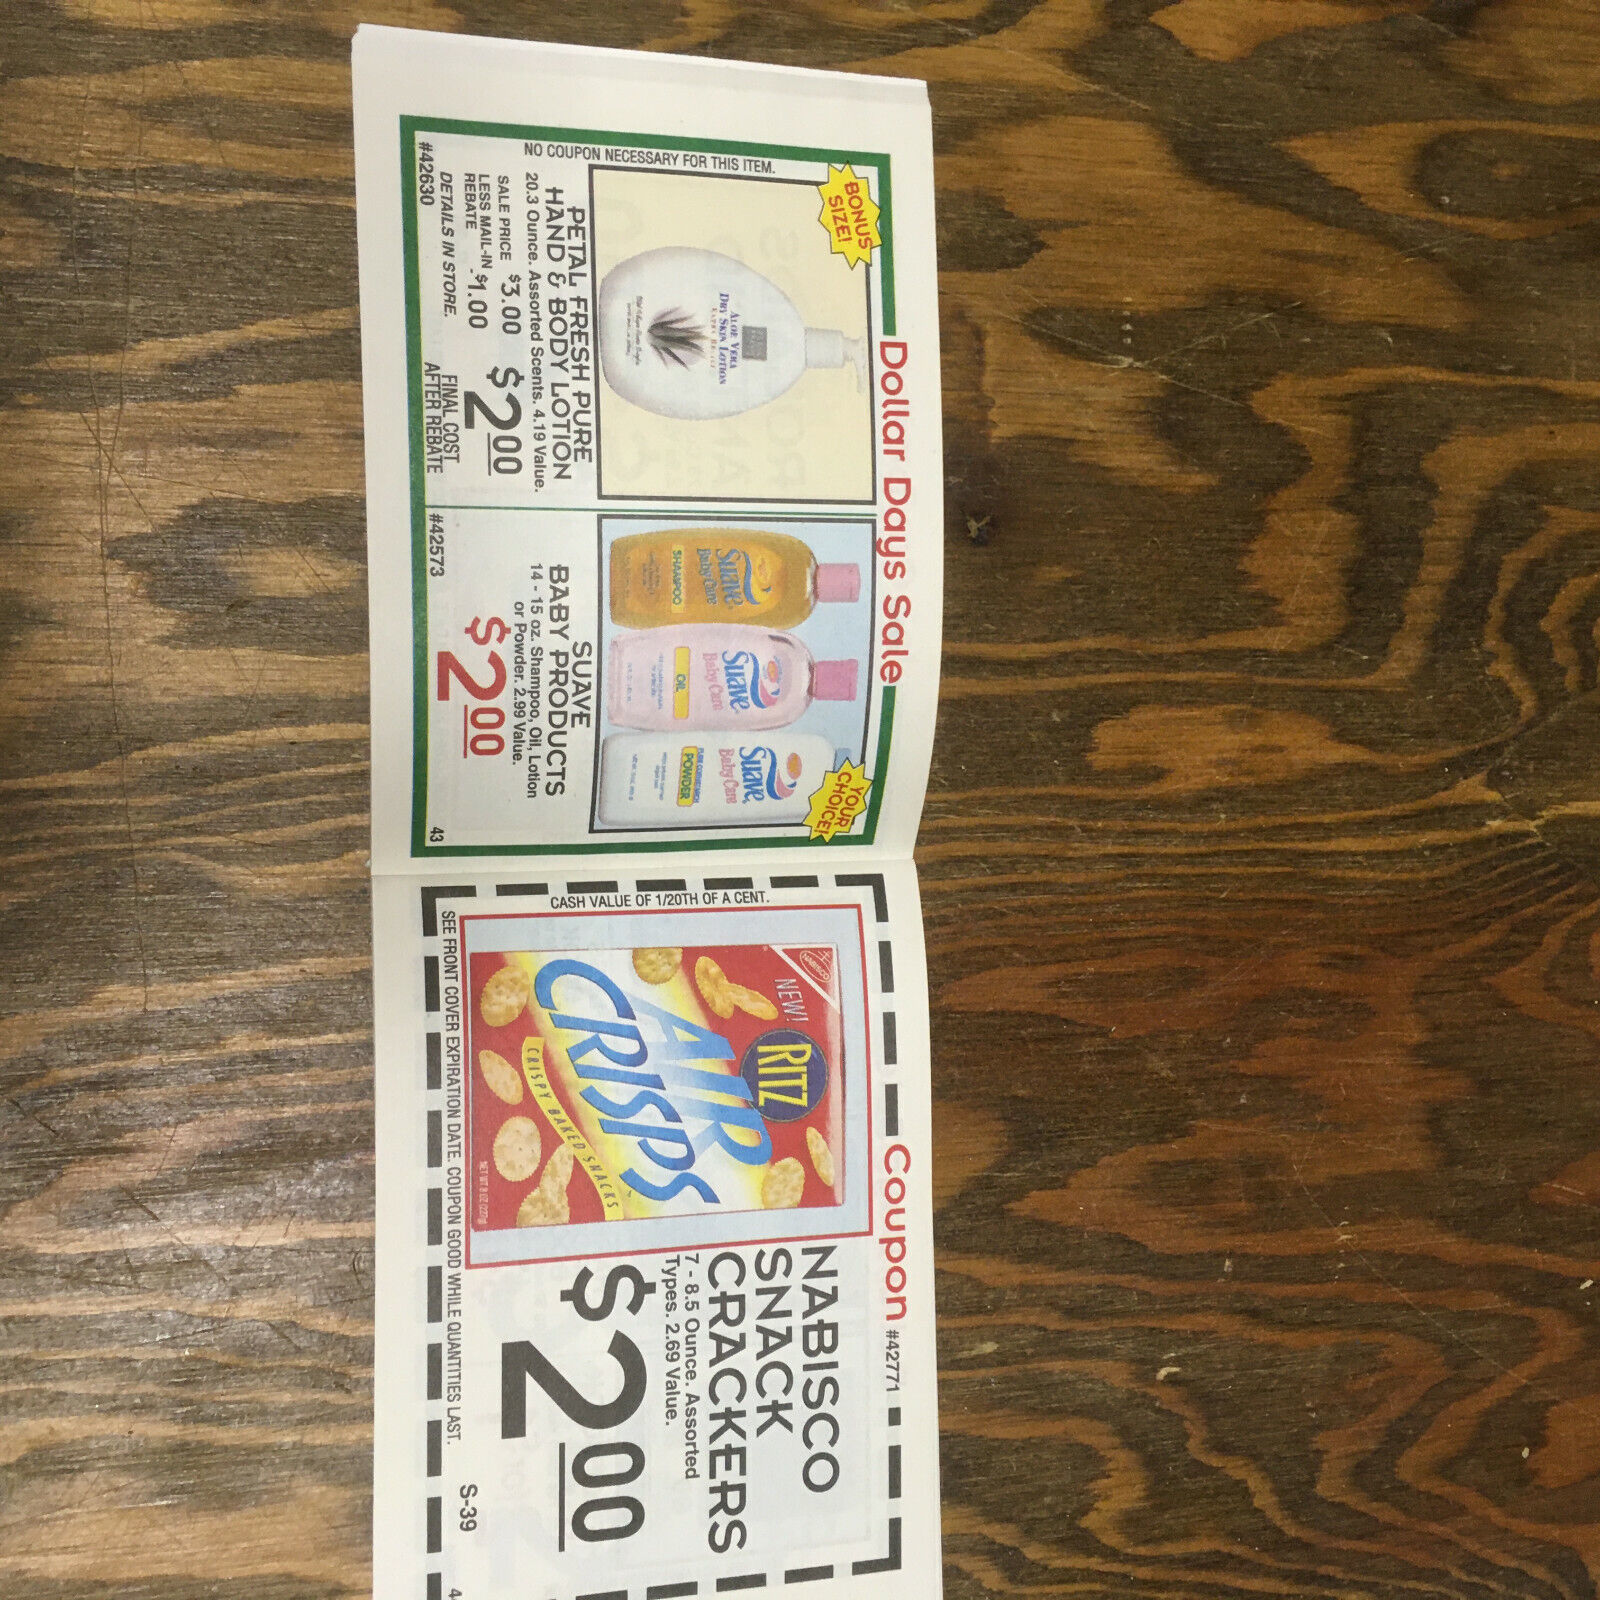 Dollar Days Sale
NO COUPON NECESSARY FOR THIS ITEM.
BONUS
SIZE!
ALOE VERA
DRY SKIN LOTION
PETAL FRESH PURE
HAND & BODY LOTION
20.3 Ounce. Assorted Scents. 4.19 Value.
SALE PRICE $3.00
LESS MAIL-IN
REBATE -$1.00
$2.00
DETAILS IN STORE.
FINAL COST
AFTER REBATE
#42630
YOUR
CHOICE!
Suave
Baby Care
SHAMPOO
Suave
Baby Care
OIL
Suave
Baby Care
POWDER
SUAVE
BABY PRODUCTS
14 - 15 oz. Shampoo, Oil, Lotion
or Powder. 2.99 Value.
$2.00
#42573
43
Coupon #42771
CASH VALUE OF 1/20TH OF A CENT.
NABISCO
NEW!
RITZ
AIR
CRISPS
CRISPY BAKED SNACKS
NET WT 8 OZ (227g)
NABISCO
SNACK
CRACKERS
7 - 8.5 Ounce. Assorted
Types. 2.69 Value.
$2.00
S-39
SEE FRONT COVER EXPIRATION DATE. COUPON GOOD WHILE QUANTITIES LAST.